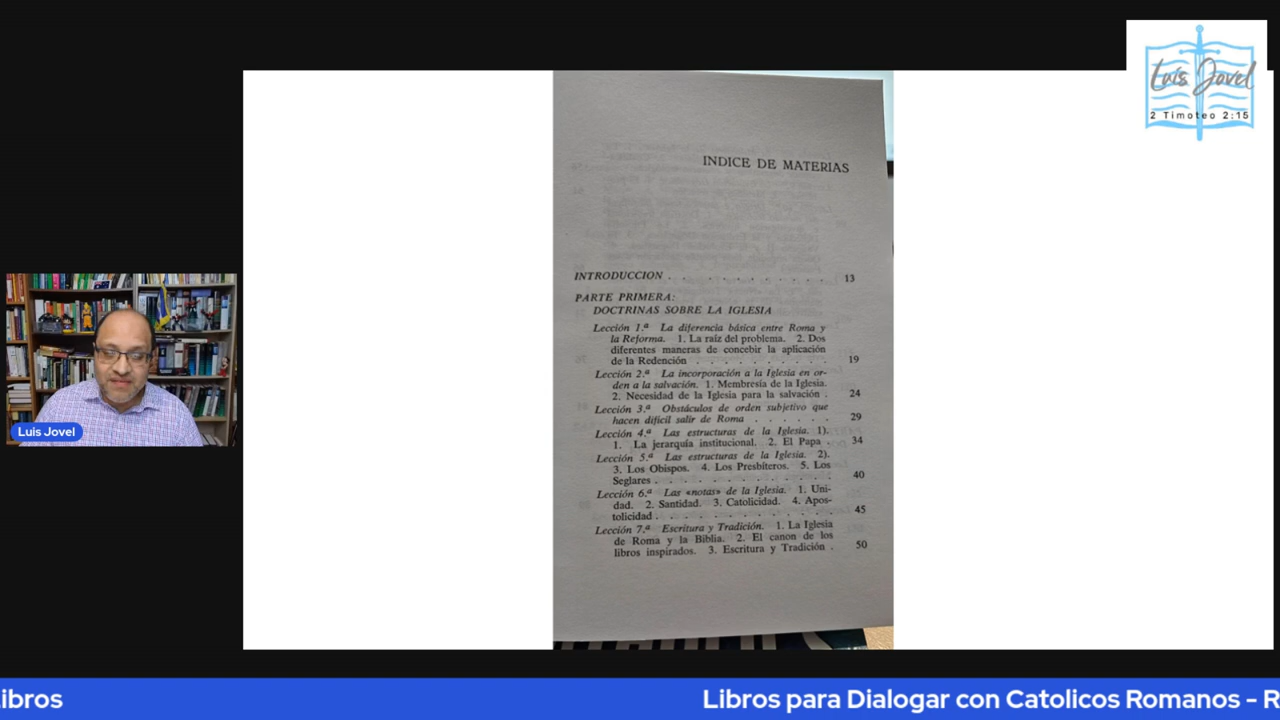 Luis Jovel
2 Timoteo 2:15
INDICE DE MATERIAS
INTRODUCCION . . . . . . . . . . . 13
PARTE PRIMERA:
DOCTRINAS SOBRE LA IGLESIA
Lección 1.ª La diferencia básica entre Roma y
la Reforma. 1. La raíz del problema. 2. Dos
diferentes maneras de concebir la aplicación
de la Redención . . . . . . . . . . 19
Lección 2.ª La incorporación a la Iglesia en or-
den a la salvación. 1. Membresía de la Iglesia.
2. Necesidad de la Iglesia para la salvación . 24
Lección 3.ª Obstáculos de orden subjetivo que
hacen difícil salir de Roma . . . . . . 29
Lección 4.ª Las estructuras de la Iglesia. 1).
1. La jerarquía institucional. 2. El Papa . 34
Lección 5.ª Las estructuras de la Iglesia. 2).
3. Los Obispos. 4. Los Presbíteros. 5. Los
Seglares . . . . . . . . . . . . . 40
Lección 6.ª Las «notas» de la Iglesia. 1. Uni-
dad. 2. Santidad. 3. Catolicidad. 4. Apos-
tolicidad . . . . . . . . . . . . . 45
Lección 7.ª Escritura y Tradición. 1. La Iglesia
de Roma y la Biblia. 2. El canon de los
libros inspirados. 3. Escritura y Tradición . 50
Luis Jovel
ibros
Libros para Dialogar con Catolicos Romanos - R